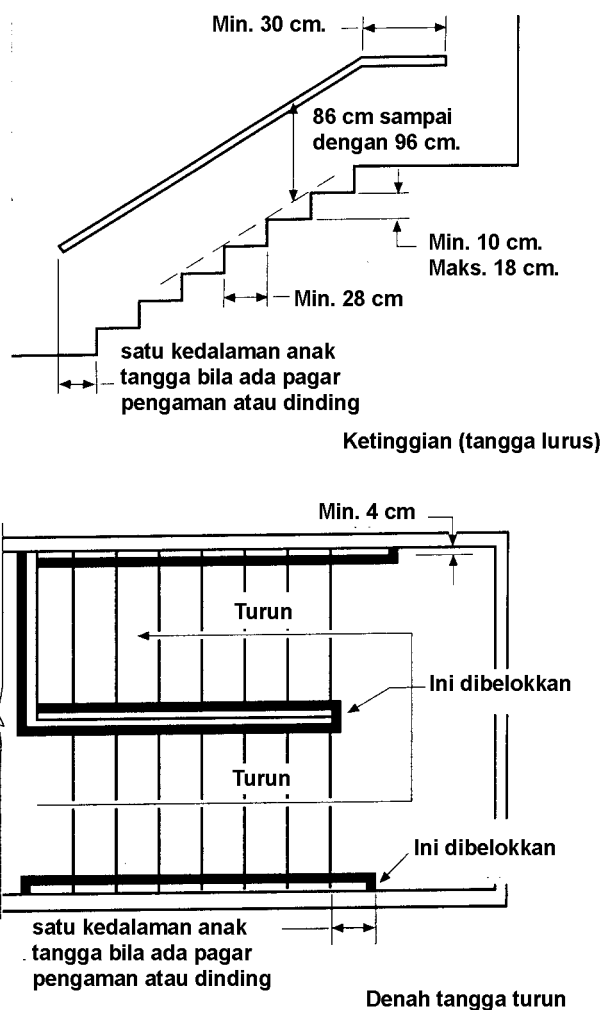 Min. 30 cm.
86 cm sampai
dengan 96 cm.
Min. 10 cm.
Maks. 18 cm.
Min. 28 cm
satu kedalaman anak
tangga bila ada pagar
pengaman atau dinding
Ketinggian (tangga lurus)
Min. 4 cm
Turun
Ini dibelokkan
Turun
Ini dibelokkan
satu kedalaman anak
tangga bila ada pagar
pengaman atau dinding
Denah tangga turun